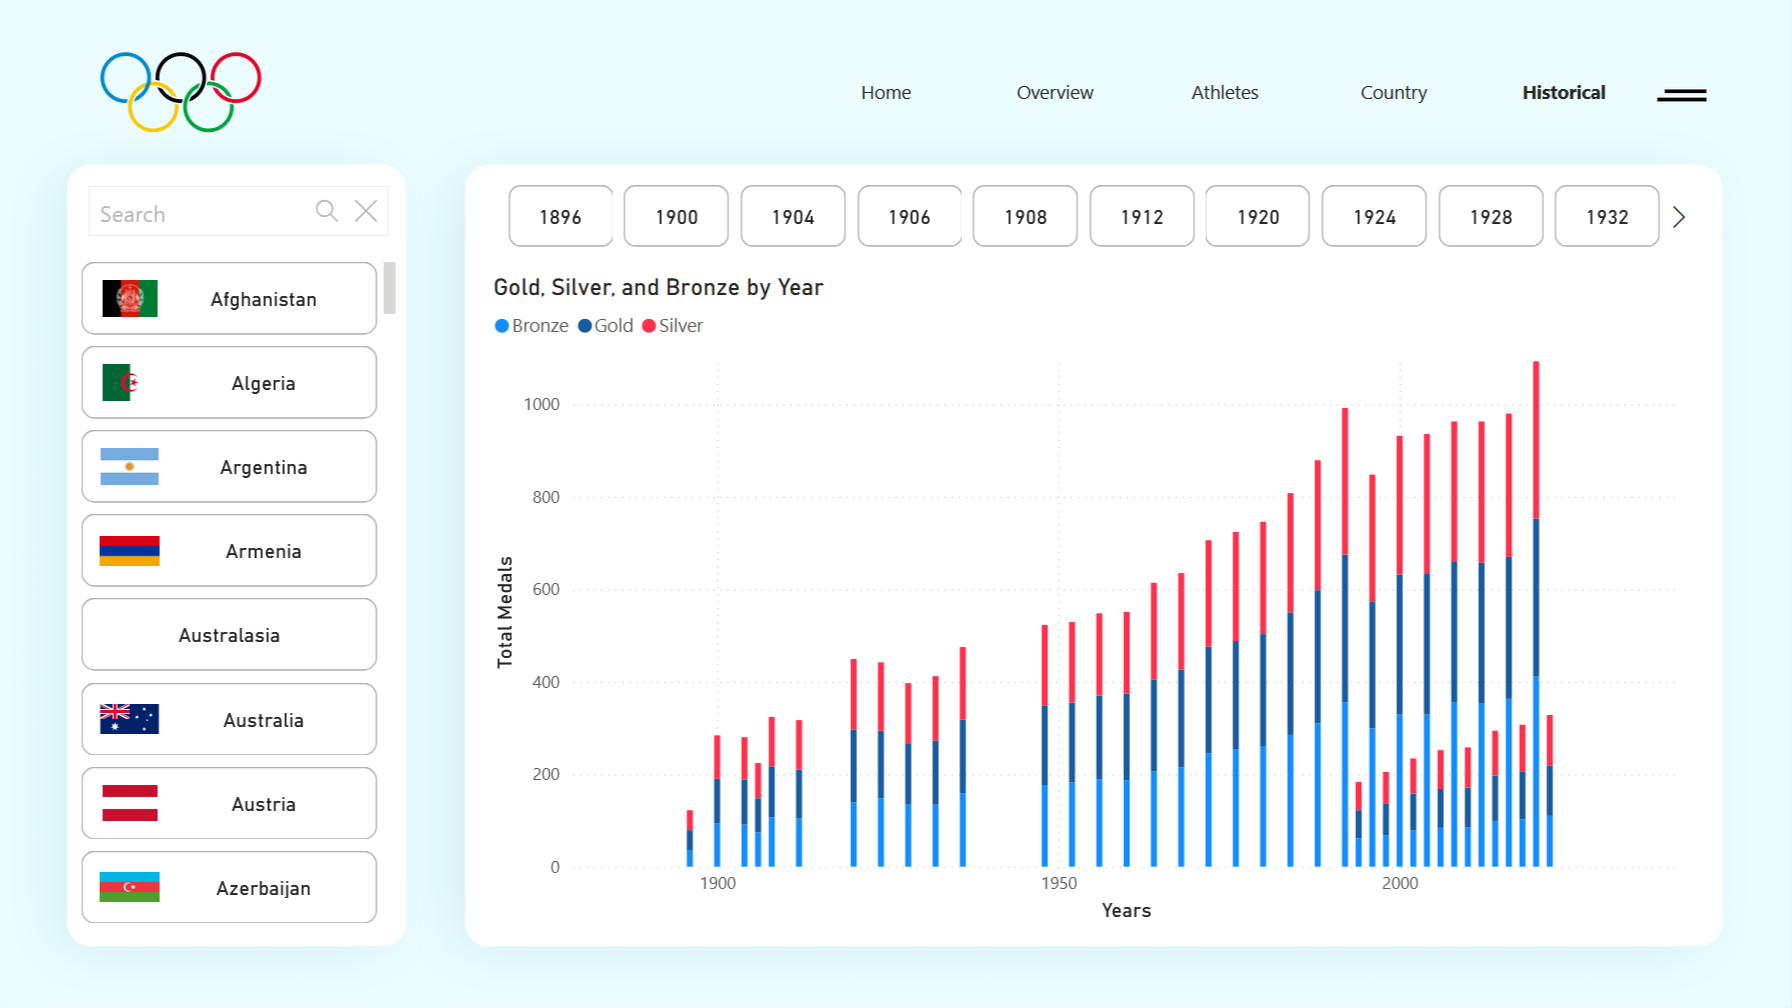 Home Overview Athletes Country Historical
Search
Afghanistan
Algeria
Argentina
Armenia
Australasia
Australia
Austria
Azerbaijan
1896 1900 1904 1906 1908 1912 1920 1924 1928 1932
Gold, Silver, and Bronze by Year
Bronze Gold Silver
Total Medals
1000
800
600
400
200
0
1900 1950 2000
Years